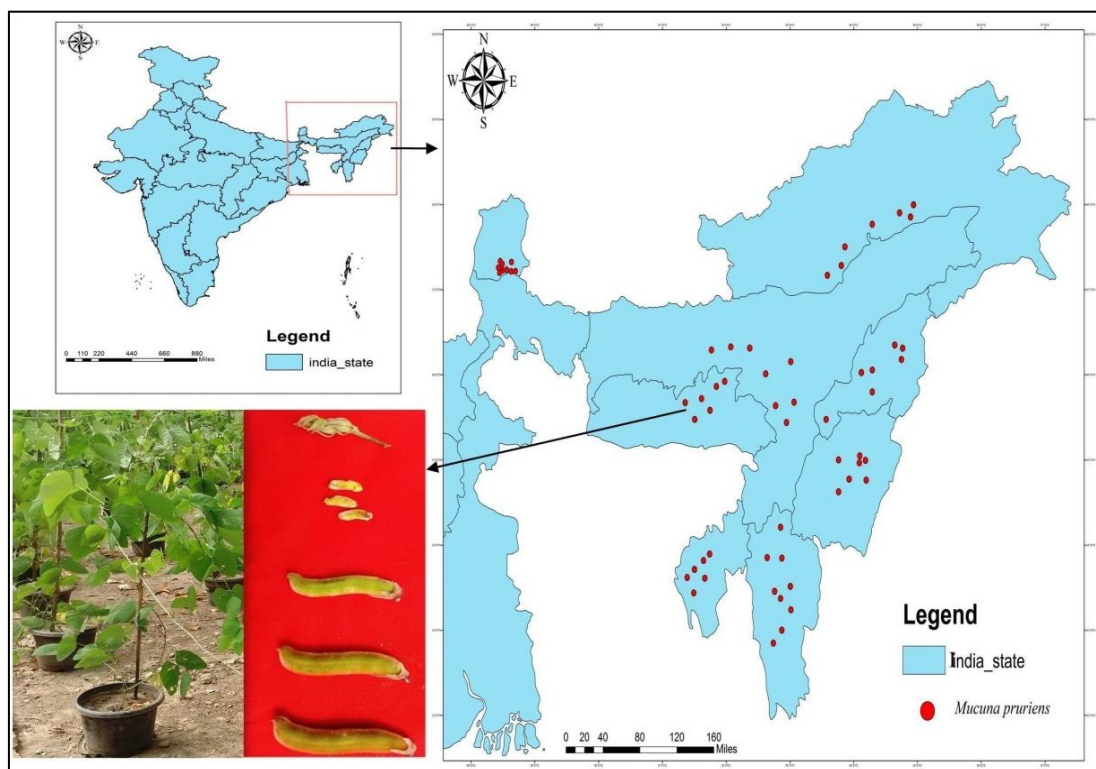 N
W E
S
Legend
0 110 220 440 660 880
Miles
india_state
N
W E
S
Legend
India_state
Mucuna pruriens
0 20 40 80 120 160
Miles